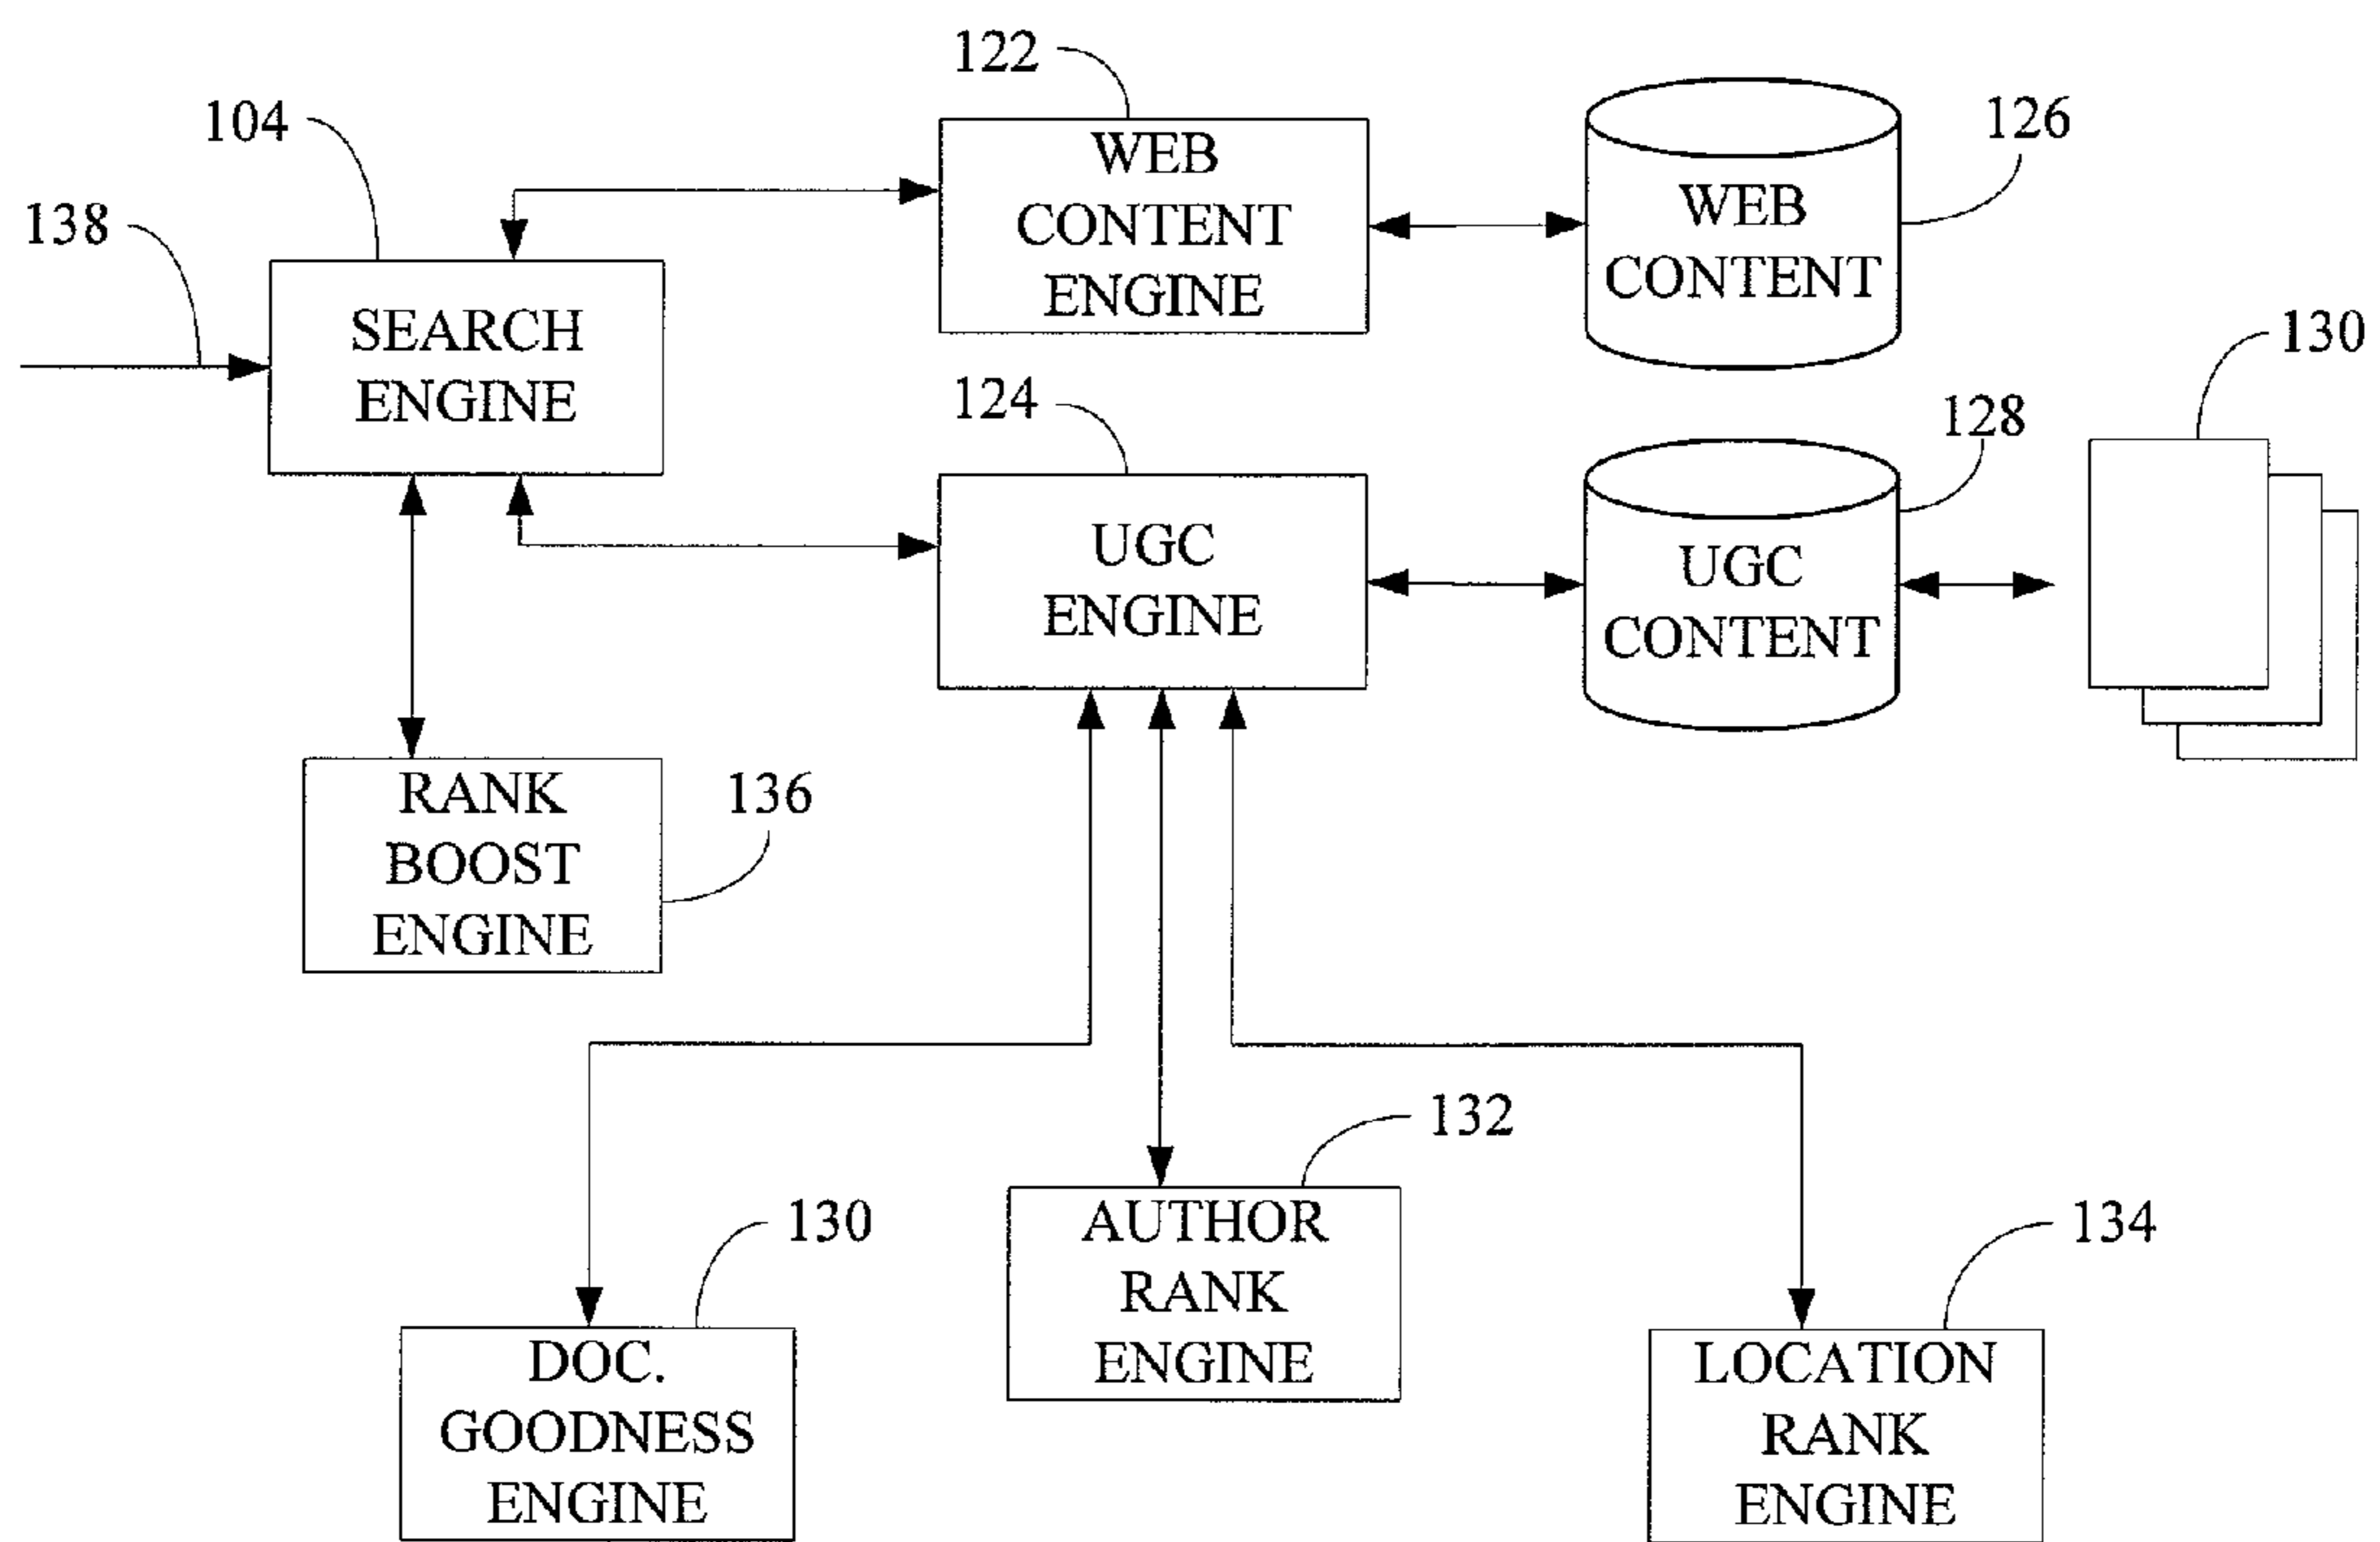 122
104
126
138
WEB
CONTENT
ENGINE
WEB
CONTENT
SEARCH
ENGINE
130
124
128
UGC
ENGINE
UGC
CONTENT
RANK
BOOST
ENGINE
136
132
130
134
AUTHOR
RANK
ENGINE
DOC.
GOODNESS
ENGINE
LOCATION
RANK
ENGINE